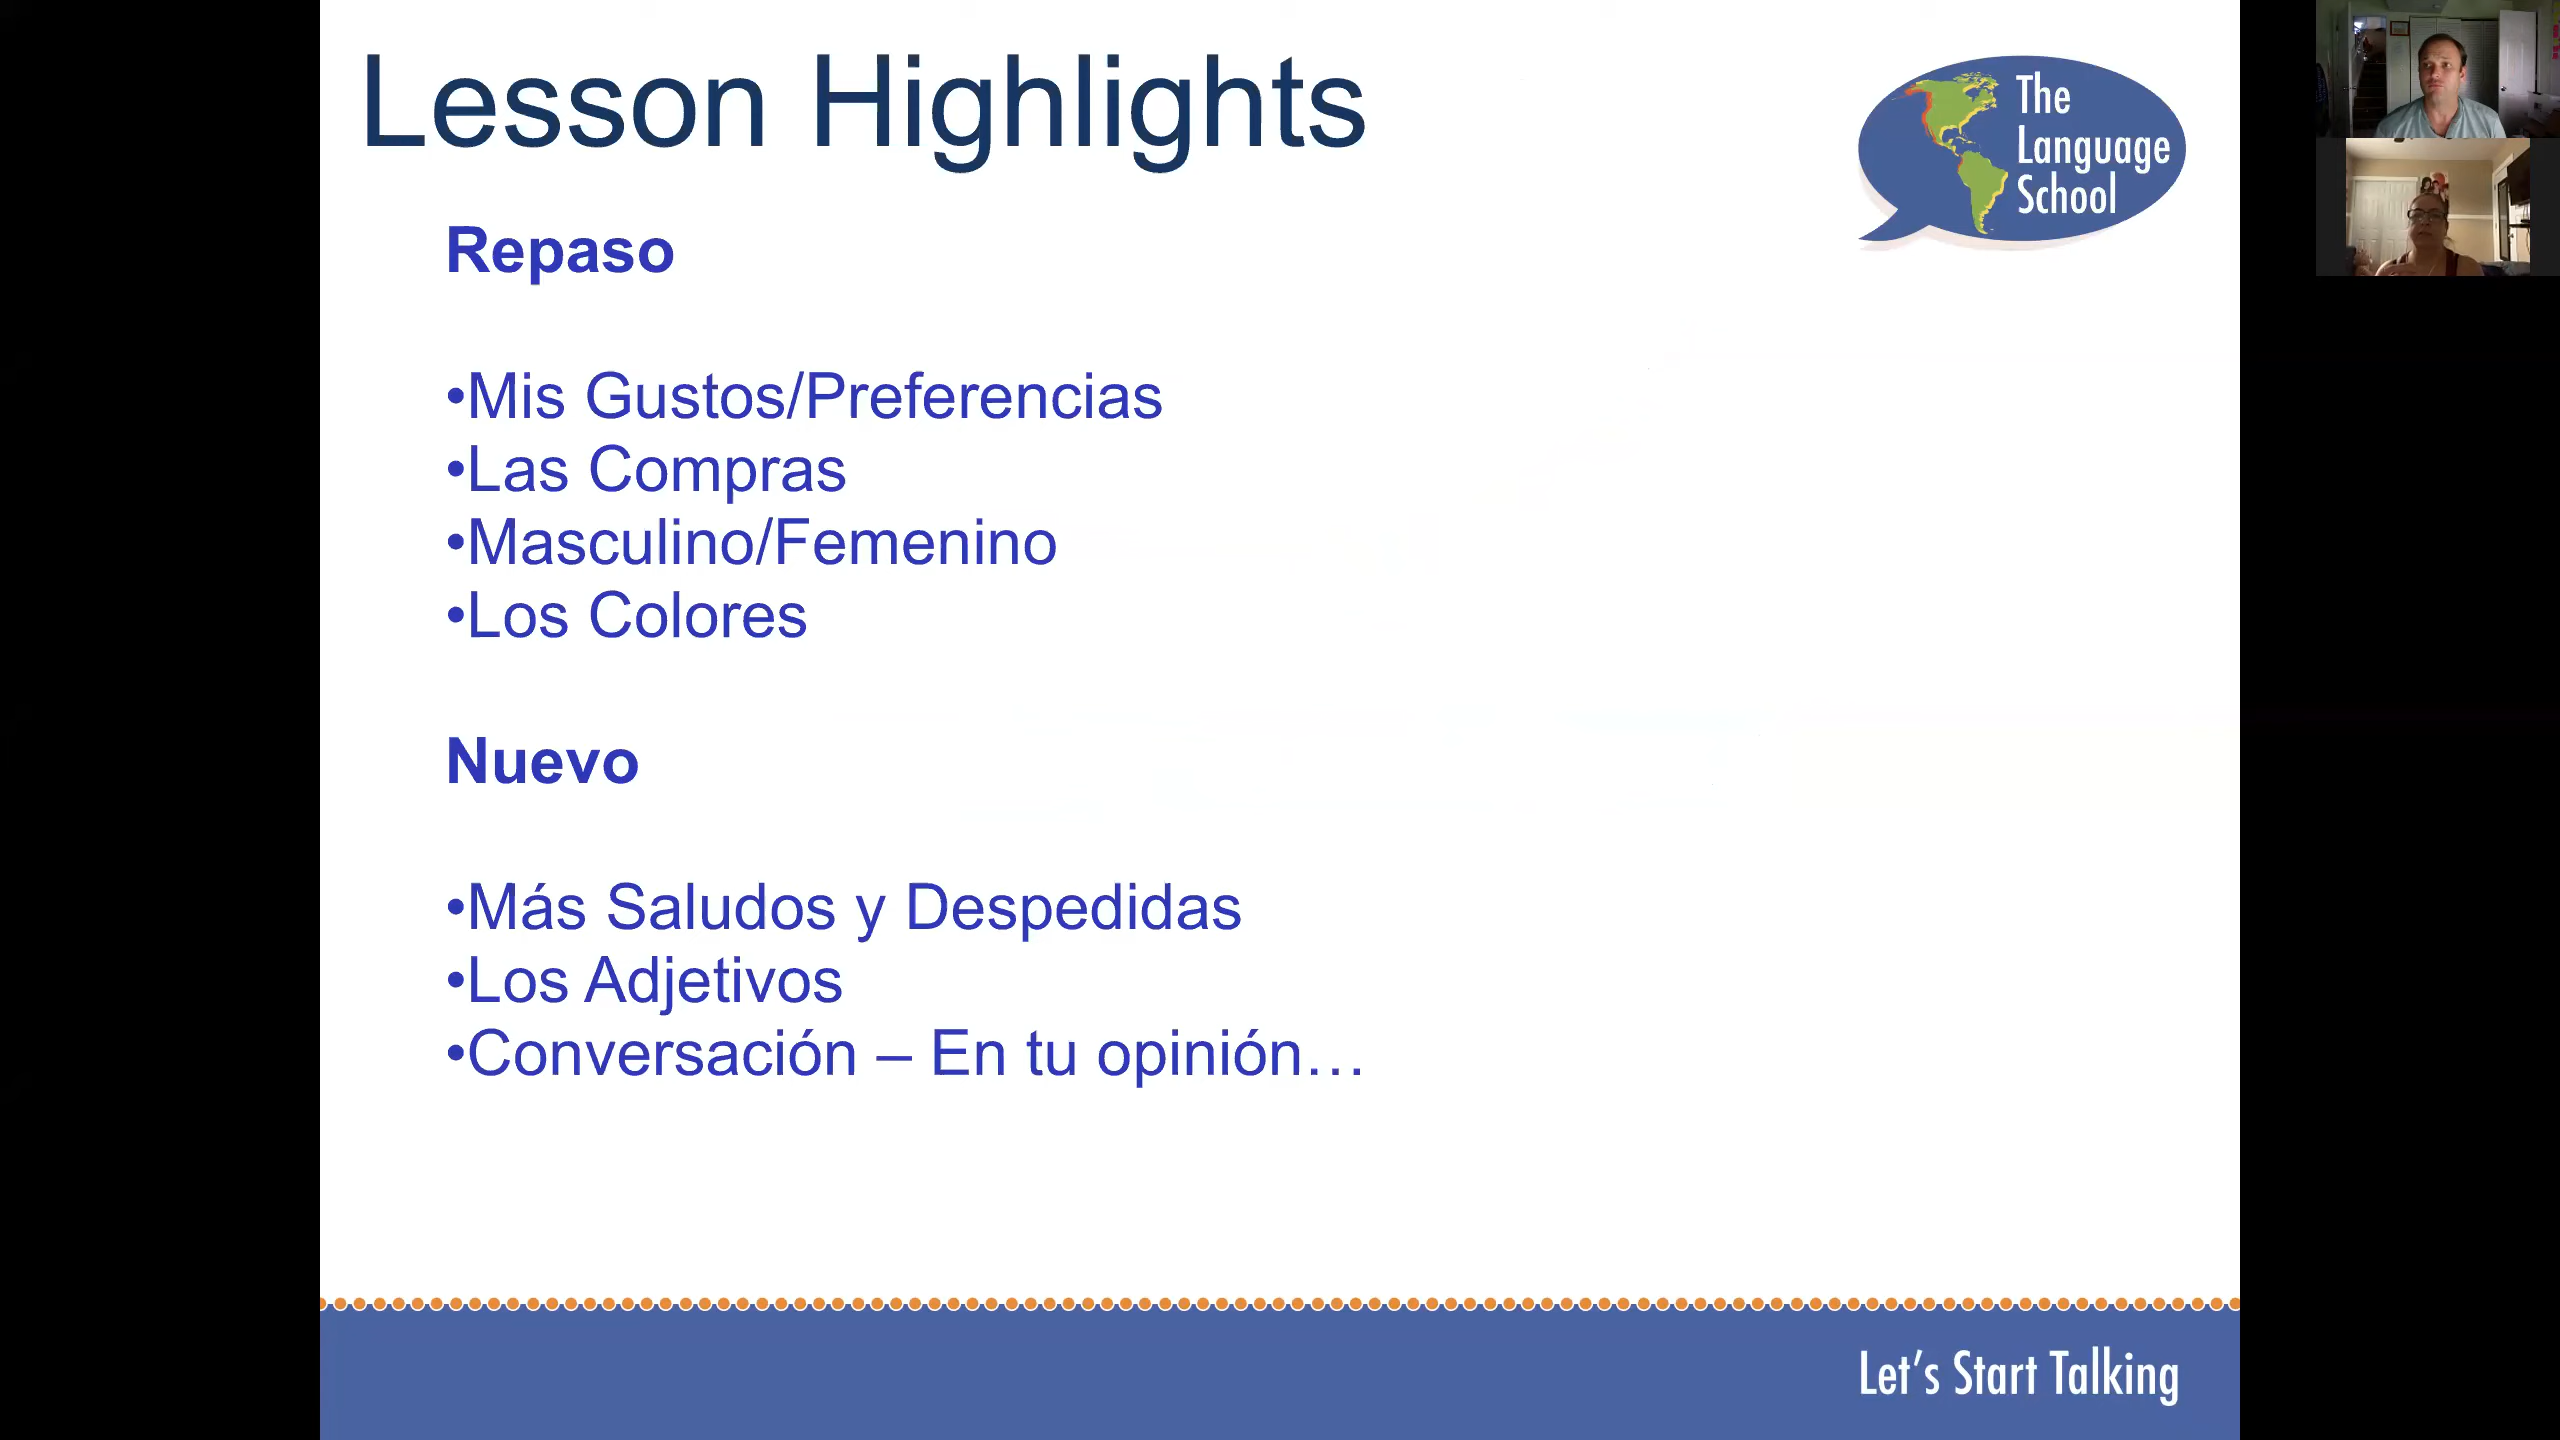 Lesson Highlights
The
Language
School
Repaso
•Mis Gustos/Preferencias
•Las Compras
•Masculino/Femenino
•Los Colores
Nuevo
•Más Saludos y Despedidas
•Los Adjetivos
•Conversación – En tu opinión…
Let's Start Talking